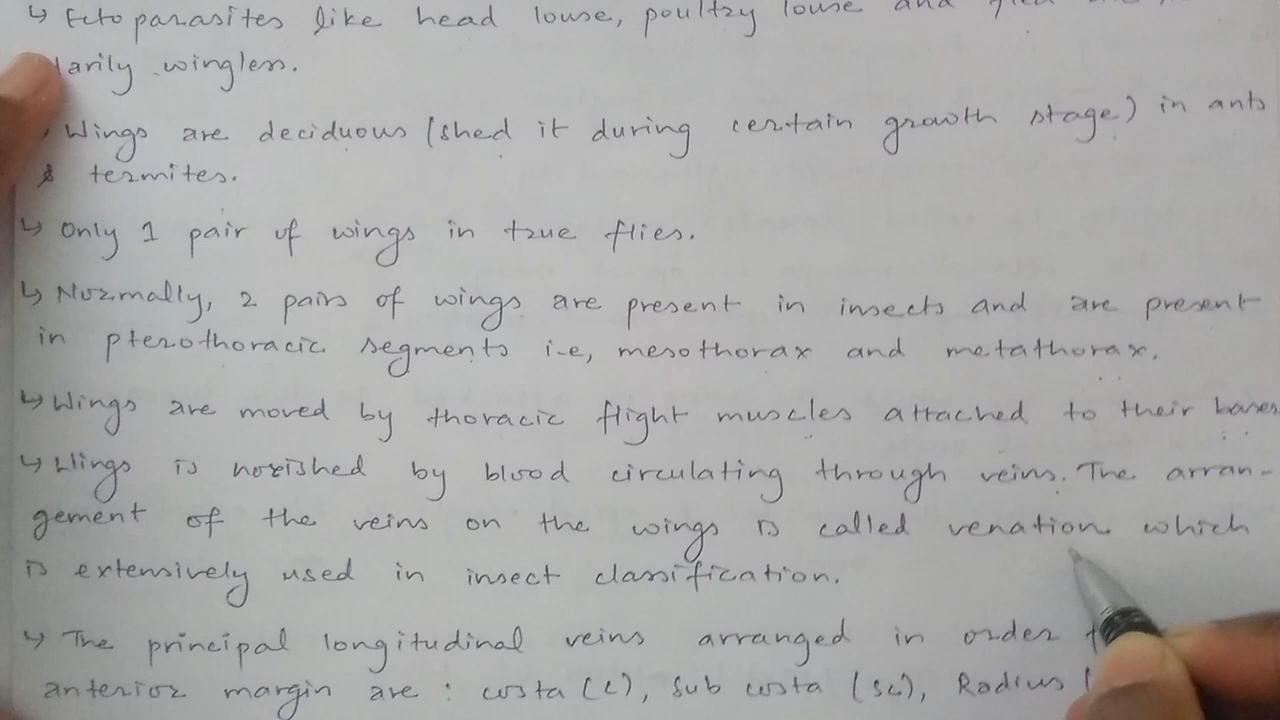 ↳ Ectoparasites like head louse, poultry louse and
larily wingless.
Wings are deciduous (shed it during certain growth stage) in ants
& termites.
↳ Only 1 pair of wings in true flies.
↳ Normally, 2 pairs of wings are present in insects and are present
in pterothoracic segments i.e, mesothorax and metathorax.
↳ Wings are moved by thoracic flight muscles attached to their bases
↳ Wings is norished by blood circulating through veins. The arran-
gement of the veins on the wings is called venation which
is extensively used in insect classification.
↳ The principal longitudinal veins arranged in order
anterior margin are : costa (C), Sub costa (Sc), Radius (